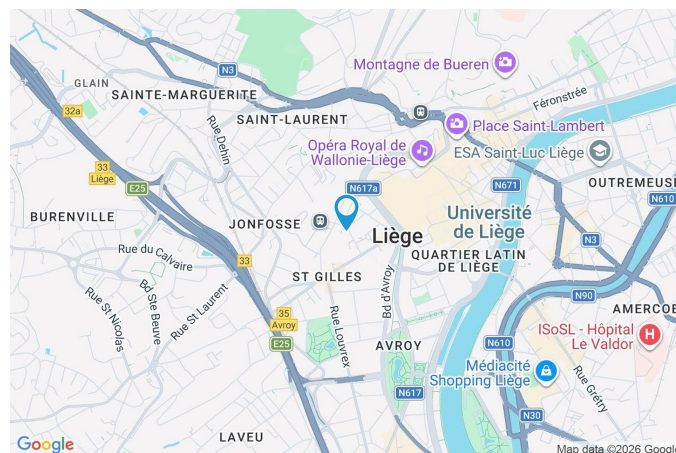 Montagne de Bueren
N3
GLAIN
SAINTE-MARGUERITE
32a
Féronstrée
SAINT-LAURENT
Place Saint-Lambert
Rue Dehin
Opéra Royal de
Wallonie-Liège
ESA Saint-Luc Liège
33
Liège
E25
N617a
N671
OUTREMEUSE
N610
BURENVILLE
JONFOSSE
Liège
Université
de Liège
N3
Rue du Calvaire
33
QUARTIER LATIN
DE LIÈGE
ST GILLES
Bd d'Avroy
N90
Rue St Nicolas
Bd Ste Beuve
Rue St Laurent
35
Avroy
Rue Louvrex
AMERCOE
E25
AVROY
N610
ISoSL - Hôpital
Le Valdor
H
Médiacité
Shopping Liège
N617
Rue Grétry
N30
LAVEU
Google
Map data ©2026 Google